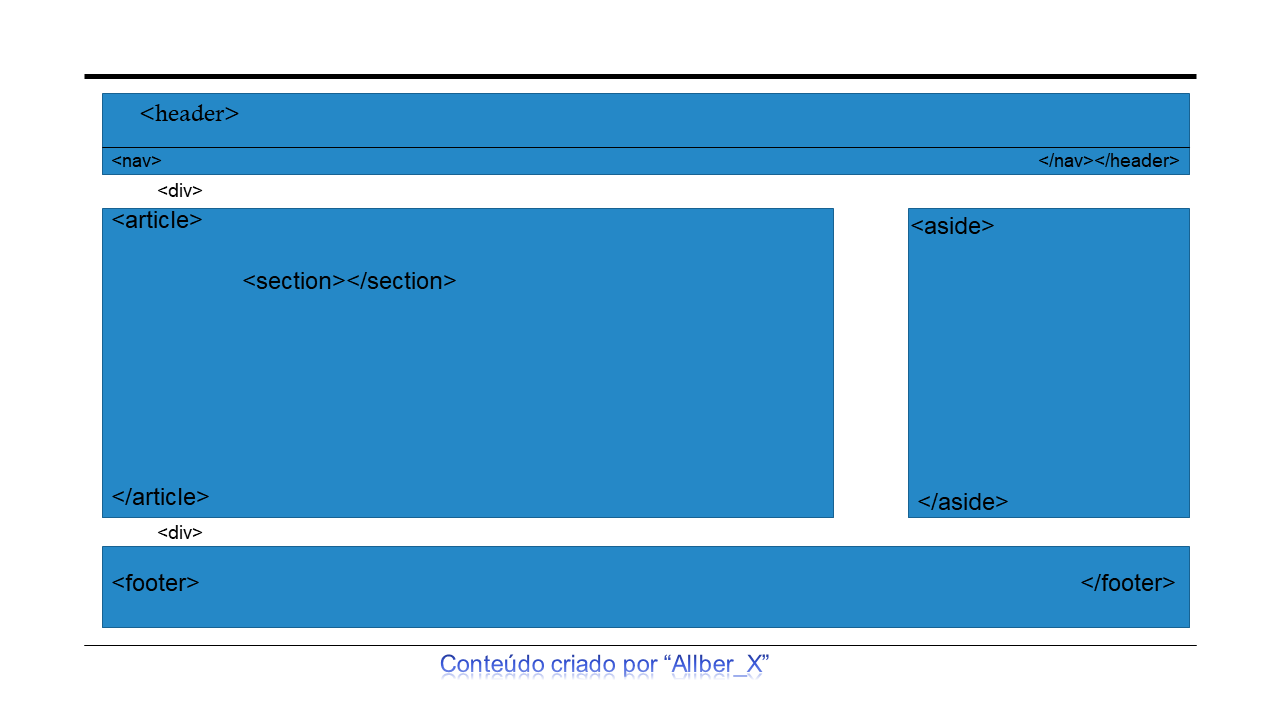 <header>
<nav> </nav></header>
<div>
<article>
<aside>
<section></section>
</article>
</aside>
<div>
<footer> </footer>
Conteúdo criado por “Allber_X”